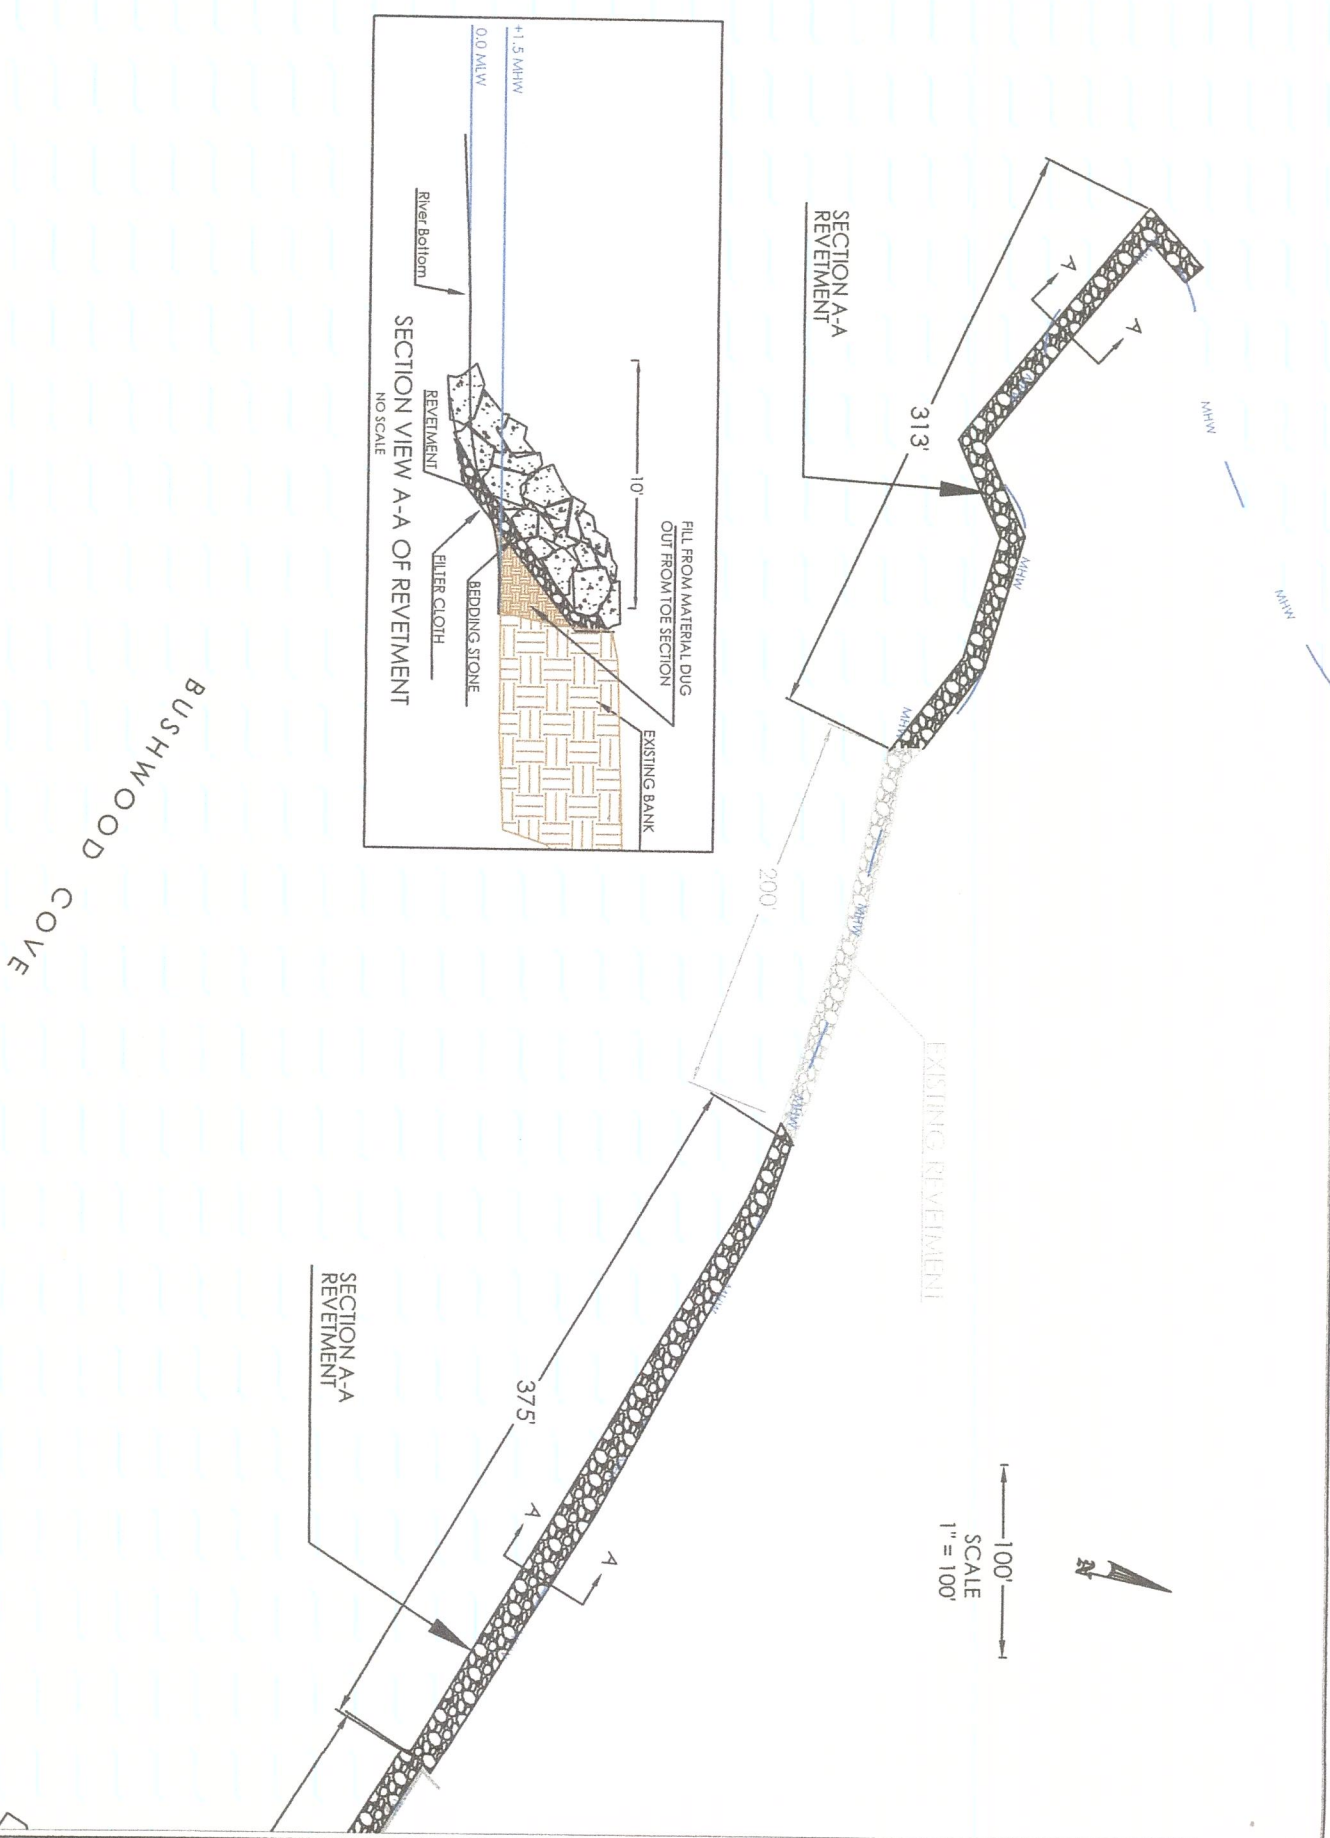 +1.5 MHW
0.0 MLW
River Bottom
10'
FILL FROM MATERIAL DUG
OUT FROM TOE SECTION
EXISTING BANK
REVETMENT
FILTER CLOTH
BEDDING STONE
SECTION VIEW A-A OF REVETMENT
NO SCALE
SECTION A-A
REVETMENT
313'
A
A
MHW
MHW
MHW
MHW
MHW
200'
MHW
MHW
EXISTING REVETMENT
375'
MHW
A
A
SECTION A-A
REVETMENT
100'
SCALE
1" = 100'
N
BUSHWOOD COVE